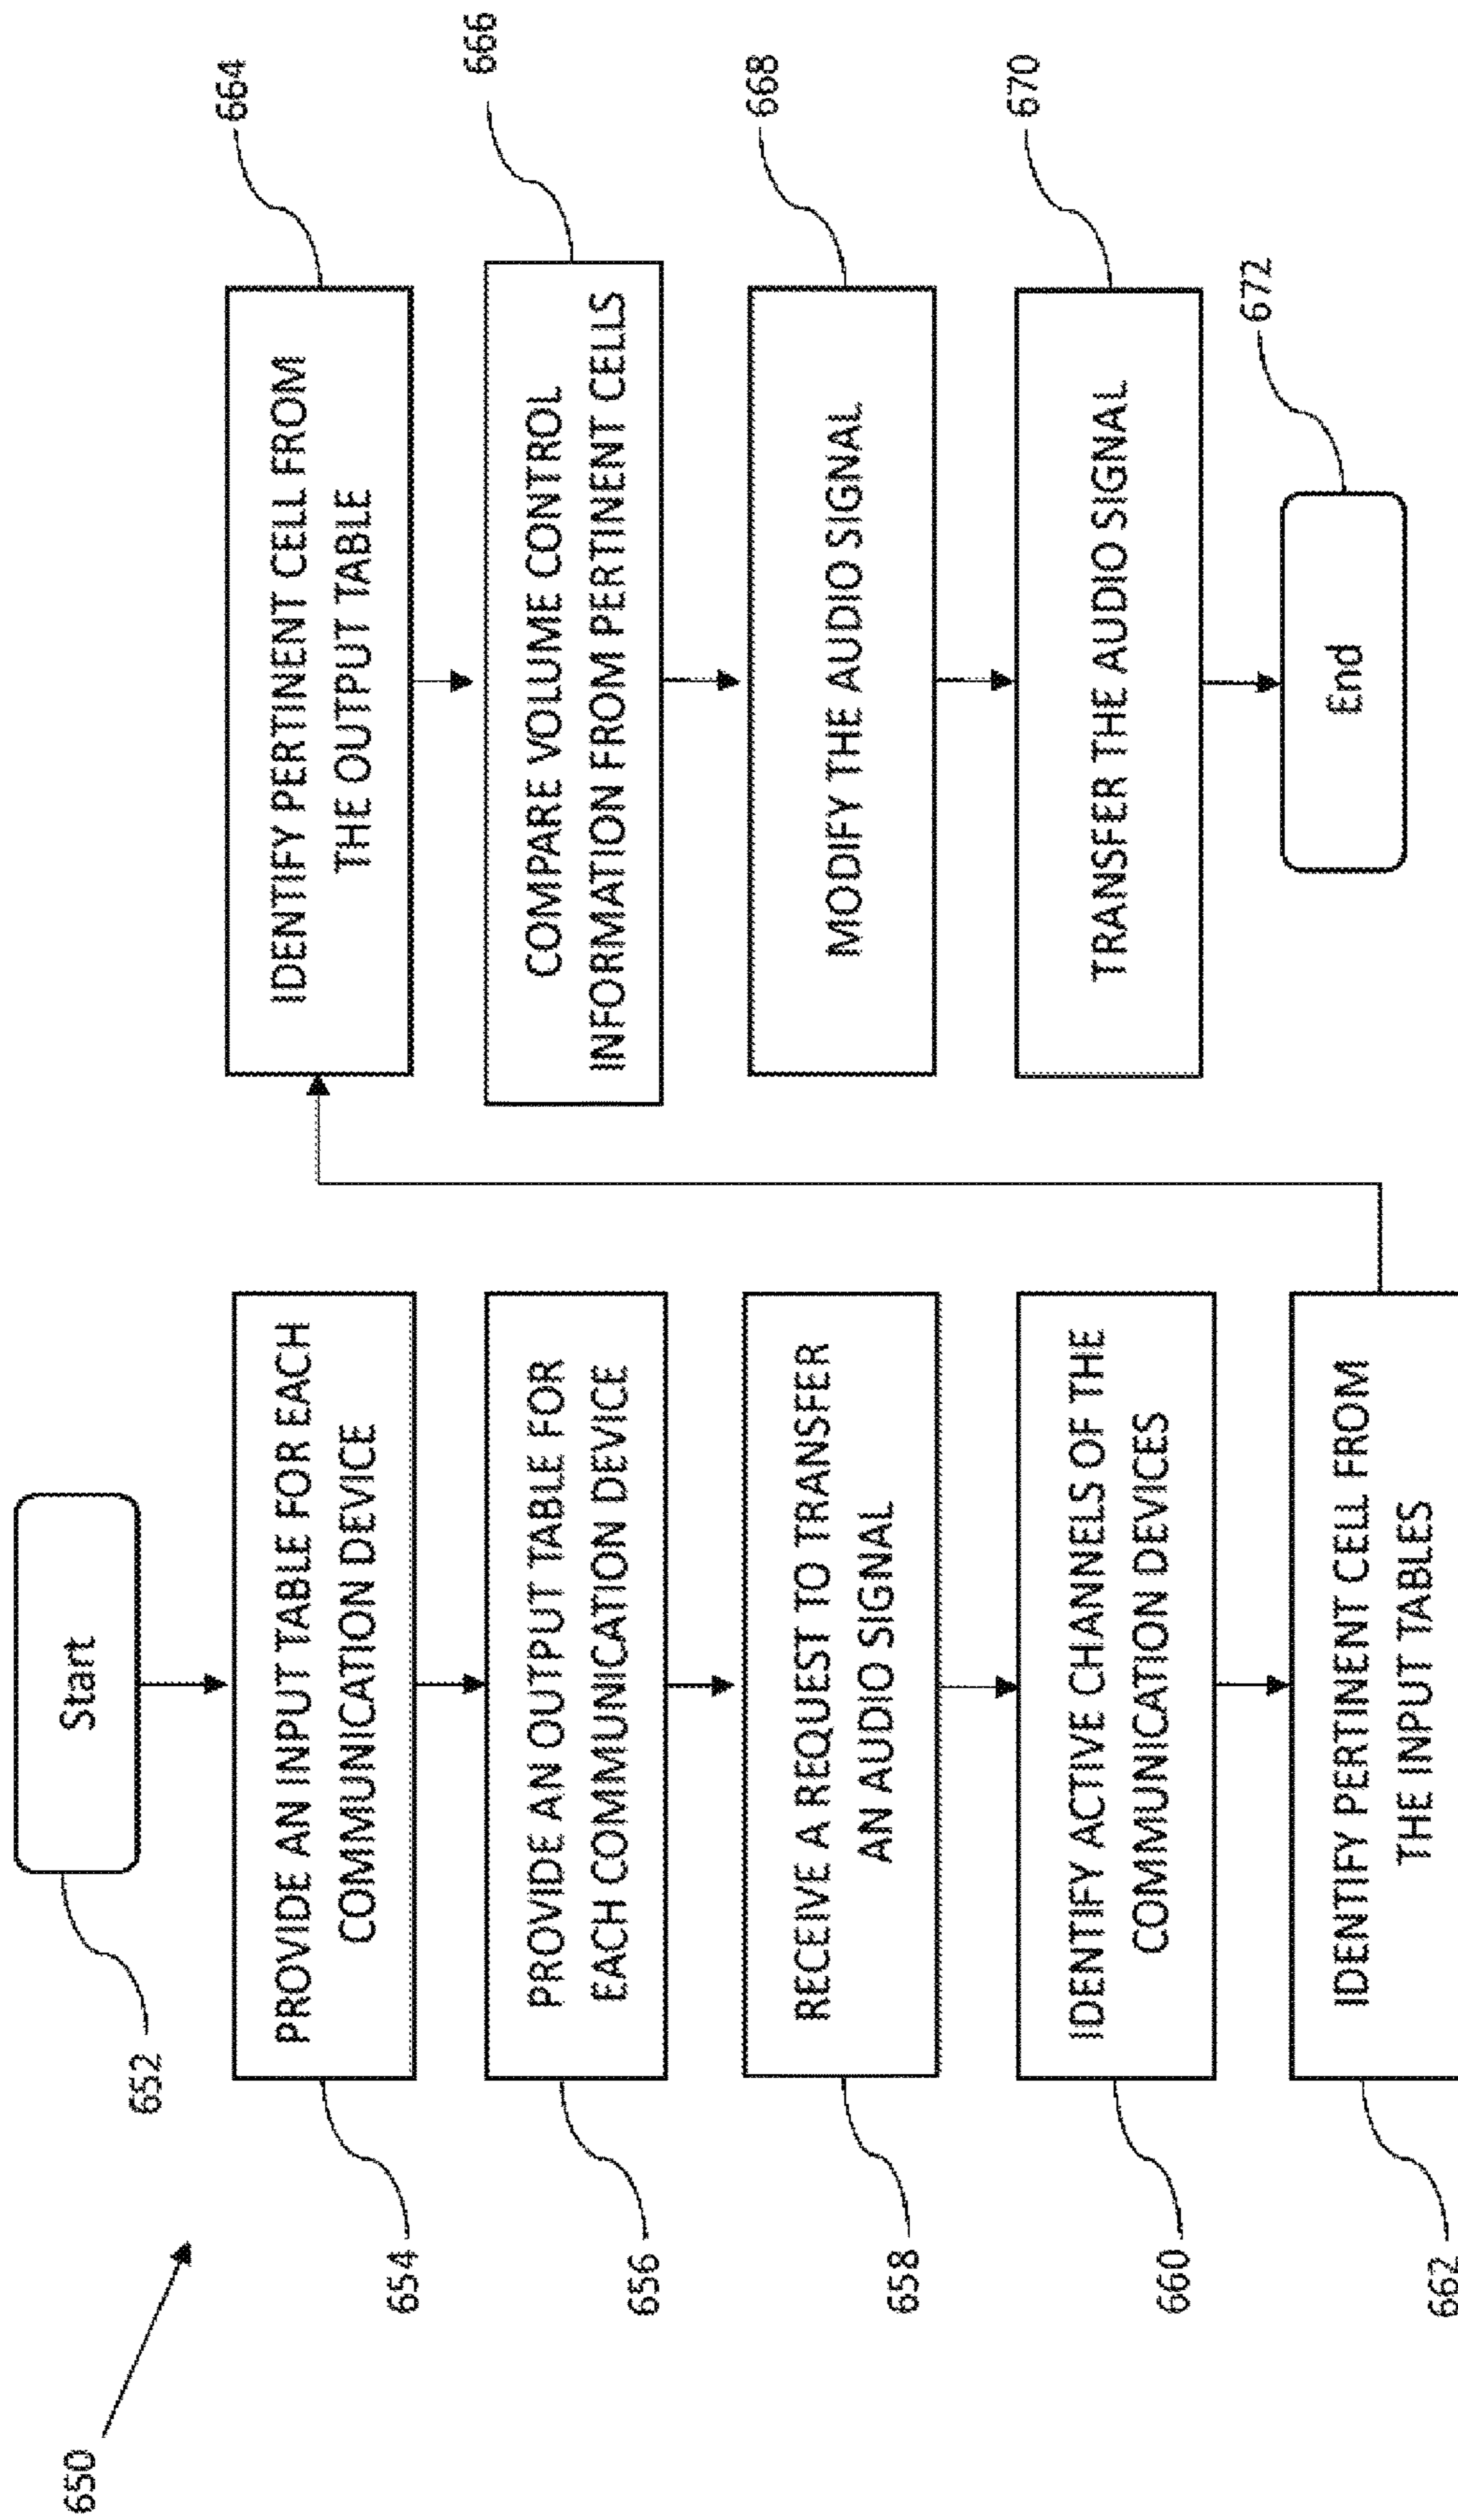 650
Start
652
PROVIDE AN INPUT TABLE FOR EACH
COMMUNICATION DEVICE
654
PROVIDE AN OUTPUT TABLE FOR
EACH COMMUNICATION DEVICE
656
RECEIVE A REQUEST TO TRANSFER
AN AUDIO SIGNAL
658
IDENTIFY ACTIVE CHANNELS OF THE
COMMUNICATION DEVICES
660
IDENTIFY PERTINENT CELL FROM
THE INPUT TABLES
662
IDENTIFY PERTINENT CELL FROM
THE OUTPUT TABLE
664
COMPARE VOLUME CONTROL
INFORMATION FROM PERTINENT CELLS
666
MODIFY THE AUDIO SIGNAL
668
TRANSFER THE AUDIO SIGNAL
670
End
672